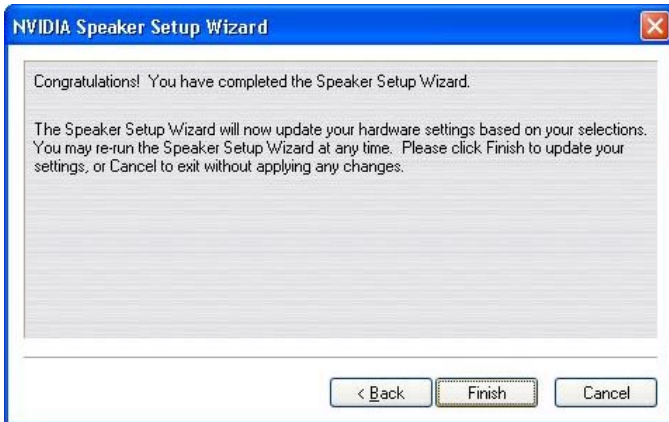 NVIDIA Speaker Setup Wizard
Congratulations! You have completed the Speaker Setup Wizard.
The Speaker Setup Wizard will now update your hardware settings based on your selections.
You may re-run the Speaker Setup Wizard at any time. Please click Finish to update your
settings, or Cancel to exit without applying any changes.
< Back Finish Cancel